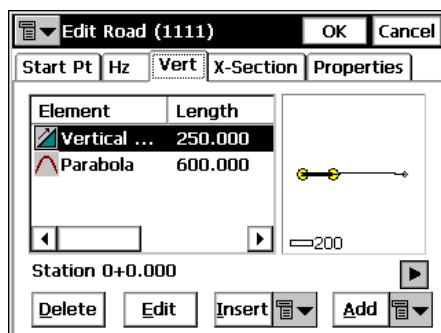 Edit Road (1111) OK Cancel
Start Pt Hz Vert X-Section Properties
Element Length
Vertical ... 250.000
Parabola 600.000
200
Station 0+0.000
Delete Edit Insert Add